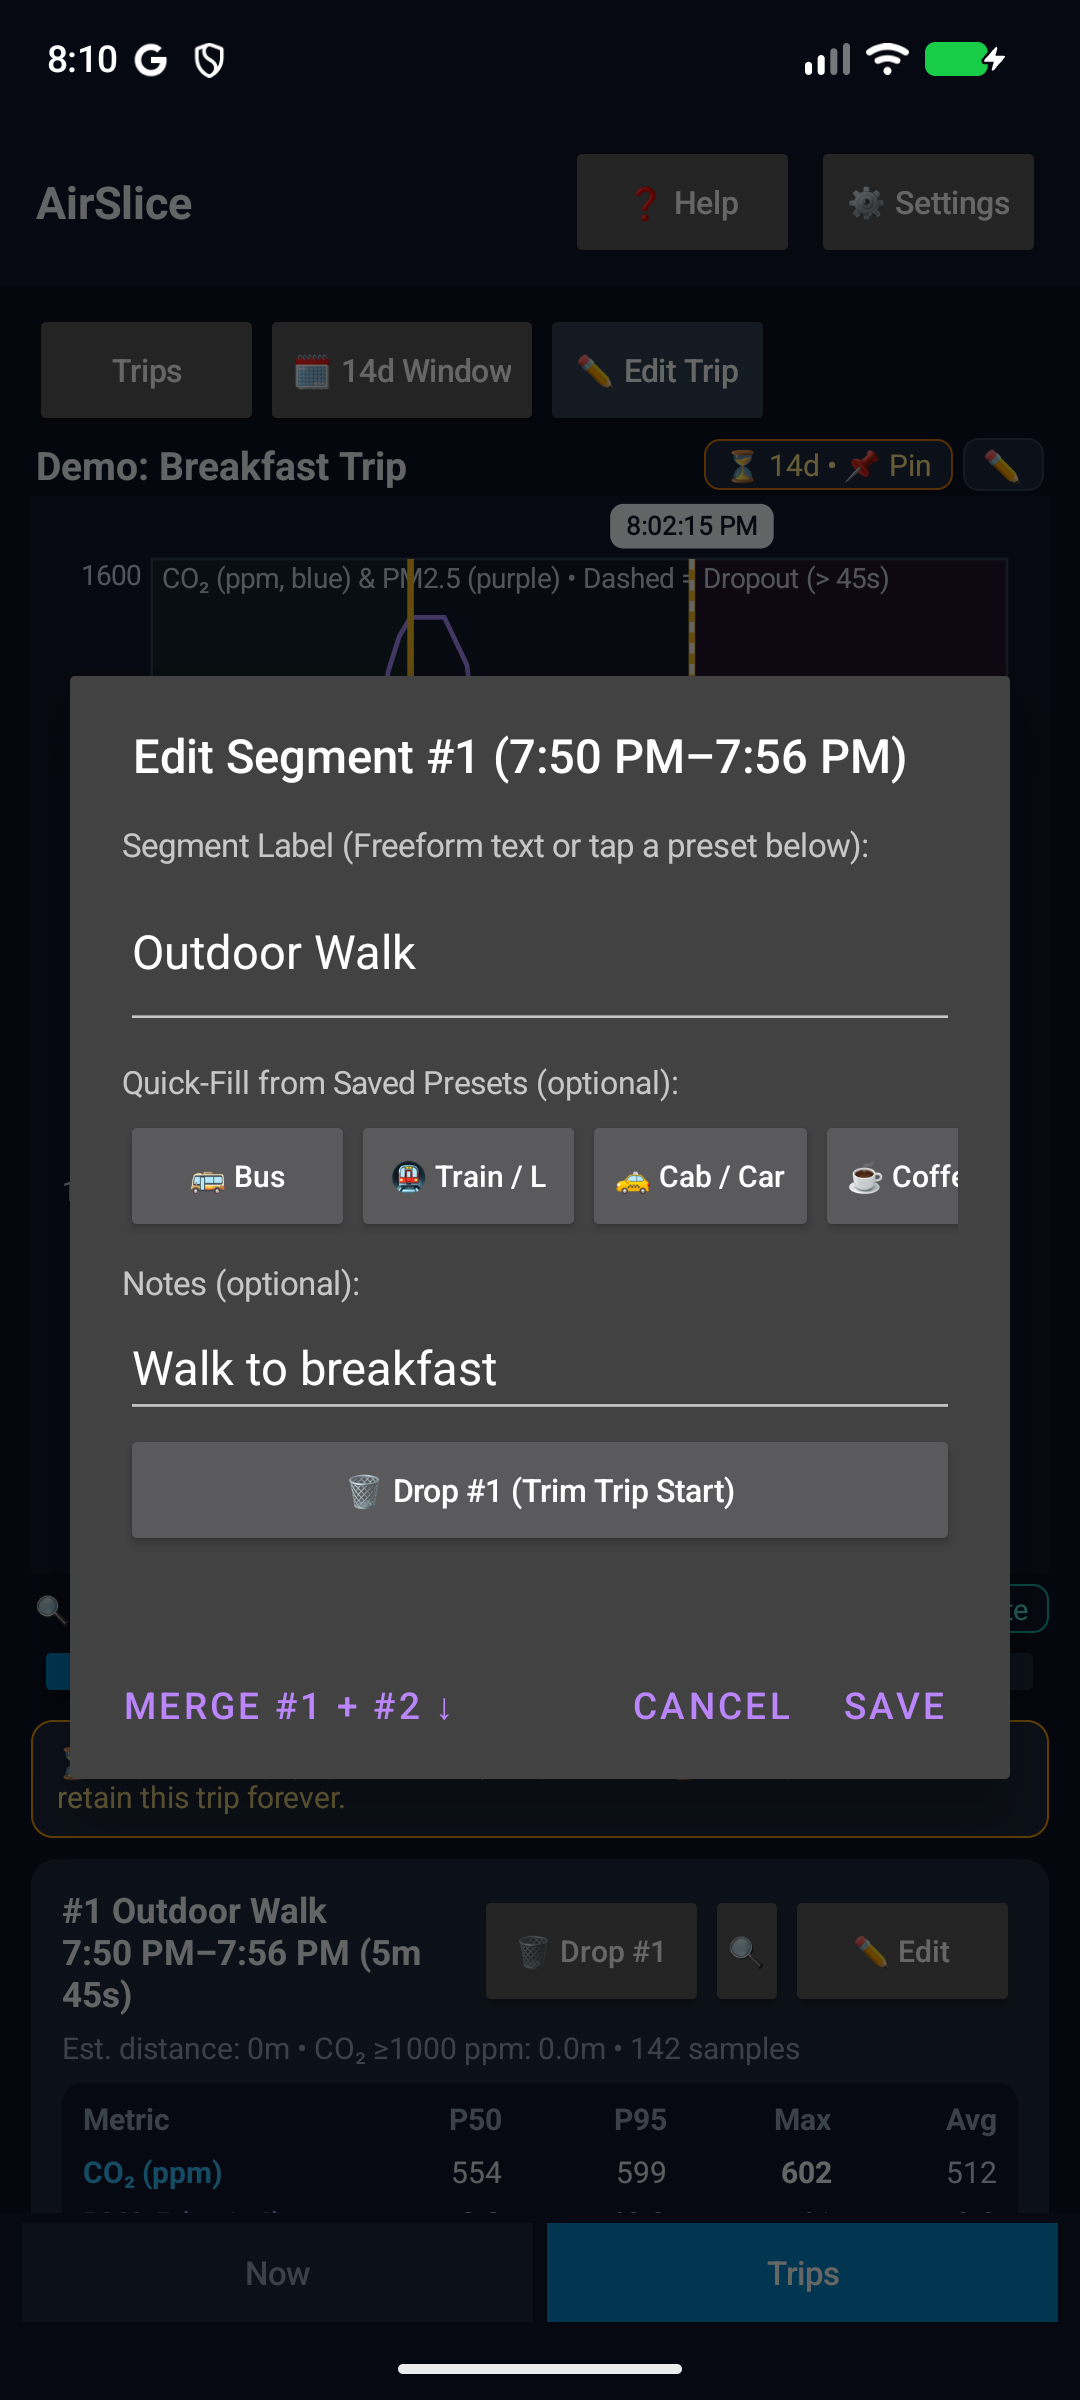 8:10
AirSlice
❓ Help
⚙️ Settings
Trips
🗓️ 14d Window
✏️ Edit Trip
Demo: Breakfast Trip
⏳ 14d • 📌 Pin
✏️
8:02:15 PM
1600
CO₂ (ppm, blue) & PM2.5 (purple) • Dashed = Dropout (> 45s)
Edit Segment #1 (7:50 PM–7:56 PM)
Segment Label (Freeform text or tap a preset below):
Outdoor Walk
Quick-Fill from Saved Presets (optional):
🚌 Bus
🚇 Train / L
🚕 Cab / Car
☕ Coffe
Notes (optional):
Walk to breakfast
🗑️ Drop #1 (Trim Trip Start)
MERGE #1 + #2 ↓
CANCEL
SAVE
retain this trip forever.
#1 Outdoor Walk
7:50 PM–7:56 PM (5m
45s)
🗑️ Drop #1
🔍
✏️ Edit
Est. distance: 0m • CO₂ ≥1000 ppm: 0.0m • 142 samples
Metric P50 P95 Max Avg
CO₂ (ppm) 554 599 602 512
Now
Trips